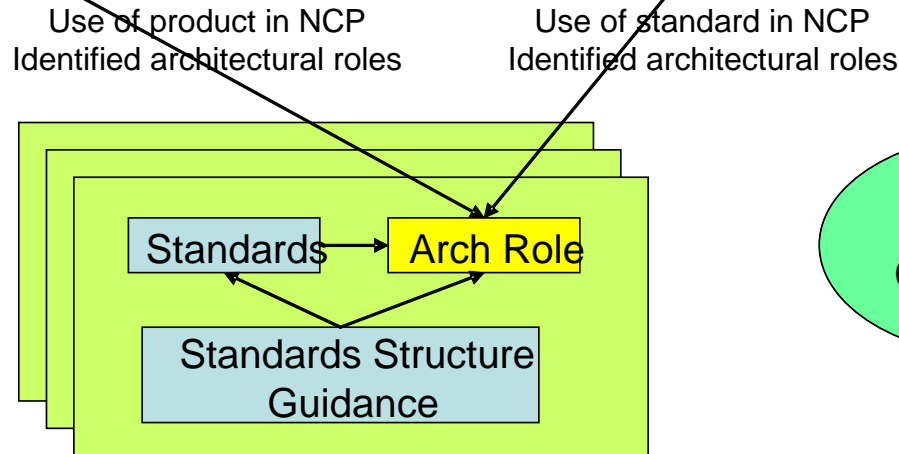 Use of product in NCP
Identified architectural roles
Use of standard in NCP
Identified architectural roles
Standards
Arch Role
Standards Structure
Guidance